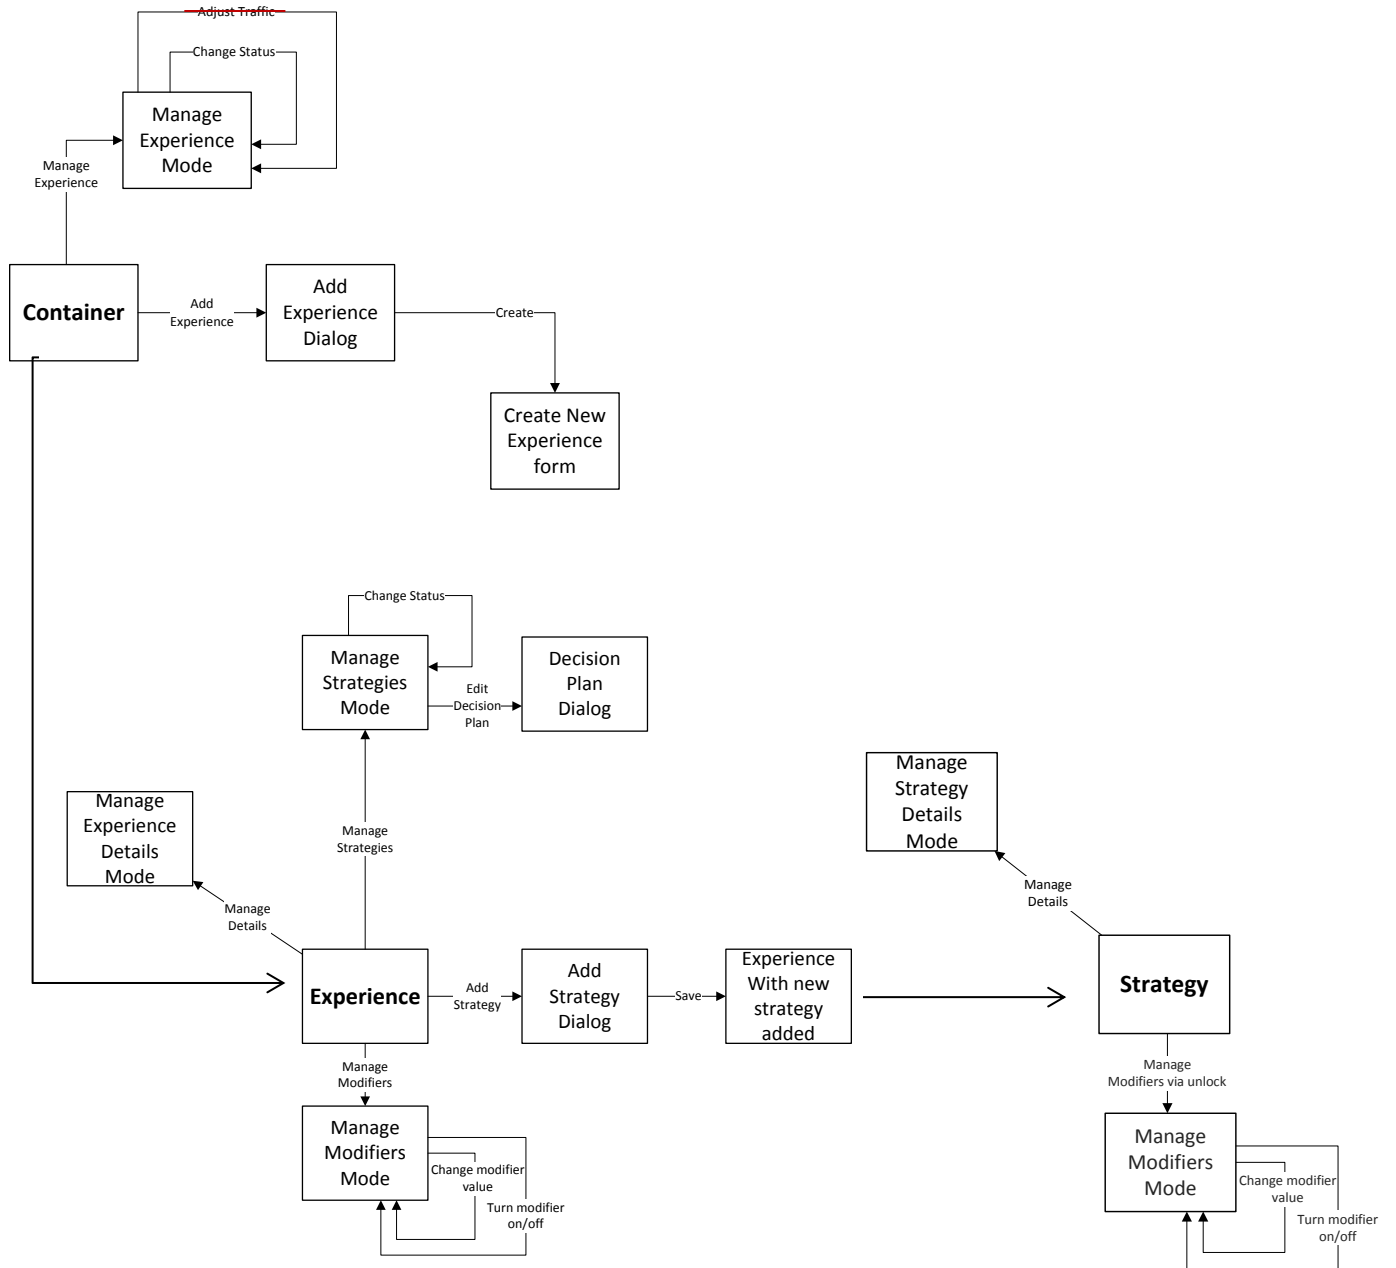 Adjust Traffic
Change Status
Manage
Experience
Mode
Manage
Experience
Container
Add
Experience
Add
Experience
Dialog
Create
Create New
Experience
form
Change Status
Manage
Strategies
Mode
Edit
Decision
Plan
Decision
Plan
Dialog
Manage
Strategies
Manage
Experience
Details
Mode
Manage
Details
Manage
Strategy
Details
Mode
Manage
Details
Experience
Add
Strategy
Add
Strategy
Dialog
Save
Experience
With new
strategy
added
Strategy
Manage
Modifiers
Manage
Modifiers
Mode
Change modifier
value
Turn modifier
on/off
Manage
Modifiers via unlock
Manage
Modifiers
Mode
Change modifier
value
Turn modifier
on/off